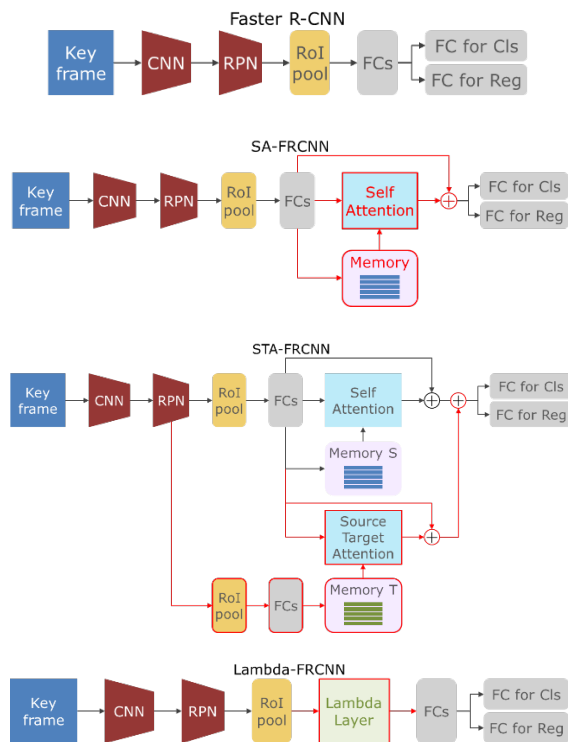 Faster R-CNN
Key
frame
CNN
RPN
RoI
pool
FCs
FC for Cls
FC for Reg
SA-FRCNN
Key
frame
CNN
RPN
RoI
pool
FCs
Self
Attention
FC for Cls
FC for Reg
Memory
STA-FRCNN
Key
frame
CNN
RPN
RoI
pool
FCs
Self
Attention
FC for Cls
FC for Reg
Memory S
Source
Target
Attention
RoI
pool
FCs
Memory T
Lambda-FRCNN
Key
frame
CNN
RPN
RoI
pool
Lambda
Layer
FCs
FC for Cls
FC for Reg